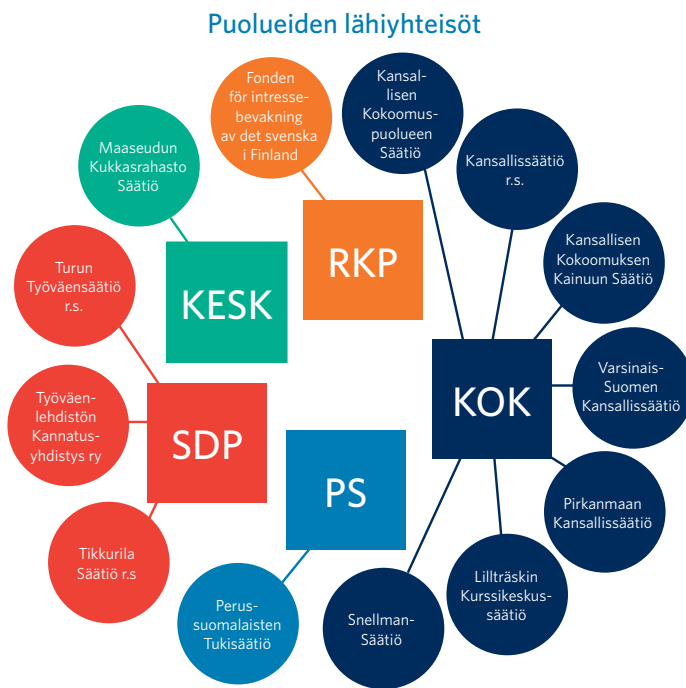 Puolueiden lähiyhteisöt
Fonden
för intresse-
bevakning
av det svenska
i Finland
Kansal-
lisen
Kokoomus-
puolueen
Säätiö
Maaseudun
Kukkasrahasto
Säätiö
Kansallissäätiö
r.s.
RKP
Kansallisen
Kokoomuksen
Kainuun Säätiö
Turun
Työväensäätiö
r.s.
KESK
Varsinais-
Suomen
Kansallissäätiö
KOK
Työväen-
lehdistön
Kannatus-
yhdistys ry
SDP
PS
Pirkanmaan
Kansallissäätiö
Tikkurila
Säätiö r.s
Lillträskin
Kurssikeskus-
säätiö
Perus-
suomalaisten
Tukisäätiö
Snellman-
Säätiö